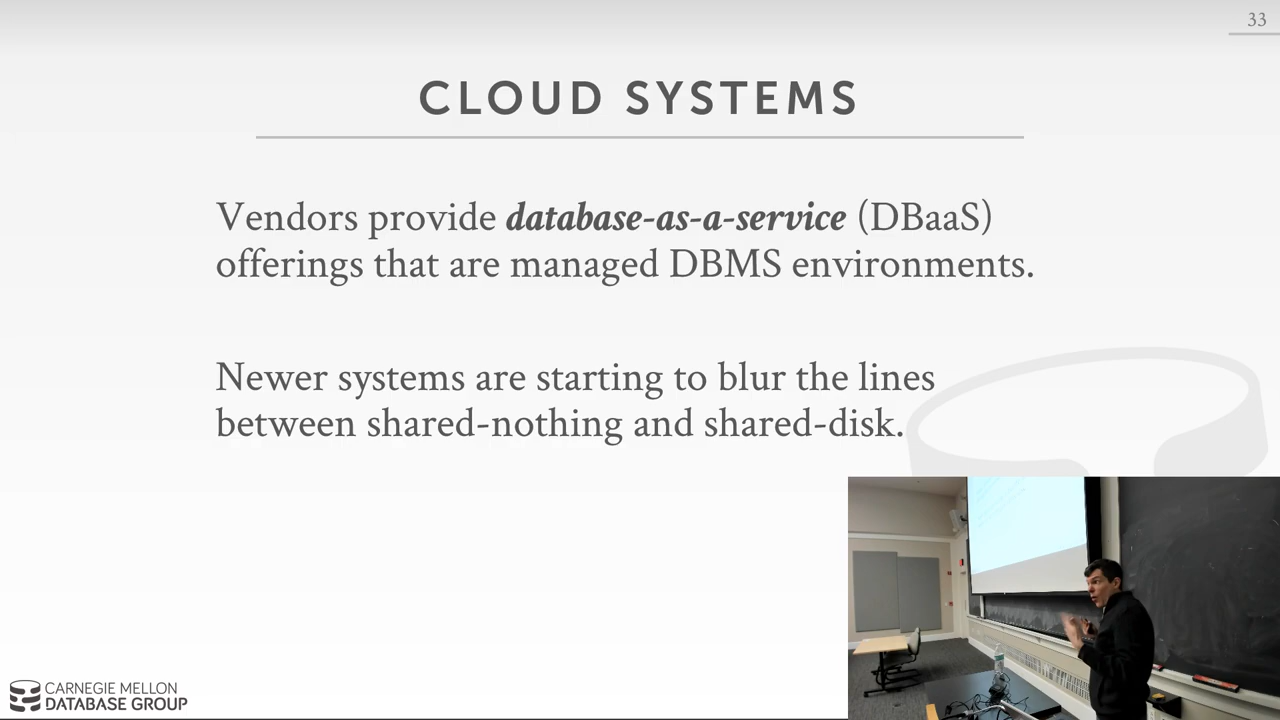 33
CLOUD SYSTEMS
Vendors provide database-as-a-service (DBaaS)
offerings that are managed DBMS environments.
Newer systems are starting to blur the lines
between shared-nothing and shared-disk.
CARNEGIE MELLON
DATABASE GROUP